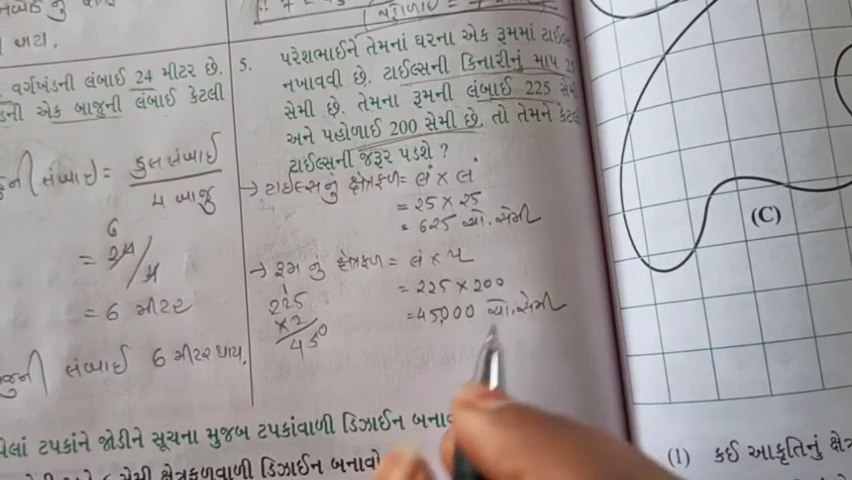 થાય.
વર્ગખંડની લંબાઈ 24 મીટર છે.
ની એક બાજુની લંબાઈ કેટલી
ની લંબાઈ = કુલ લંબાઈ / 4 બાજુ
= 24/4
6
= 6 મીટર
લંબાઈ 6 મીટર થાય.
5. પરેશભાઈને તેમનાં ઘરના એક રૂમમાં ટાઈલ્સ
નખાવવી છે. ટાઈલ્સની કિનારીનું માપ 25
સેમી છે. તેમના રૂમની લંબાઈ 225 સેમી
અને પહોળાઈ 200 સેમી છે. તો તેમને કેટલી
ટાઈલ્સની જરૂર પડશે ?
→ ટાઈલ્સનુ ક્ષેત્રફળ = લં × લં
= 25 × 25
= 625 ચો. સેમી
→ રૂમ નું ક્ષેત્રફળ = લં × પ
= 225 × 200
= 45,000 ચો. સેમી
1
225
×2
450
ટપકાંને જોડીને સૂચના મુજબ ટપકાંવાળી ડિઝાઈન બનાવ
સેમી ક્ષેત્રફળવાળી ડિઝાઈન બનાવો
(C)
(1) કઈ આકૃતિનું ક્ષે